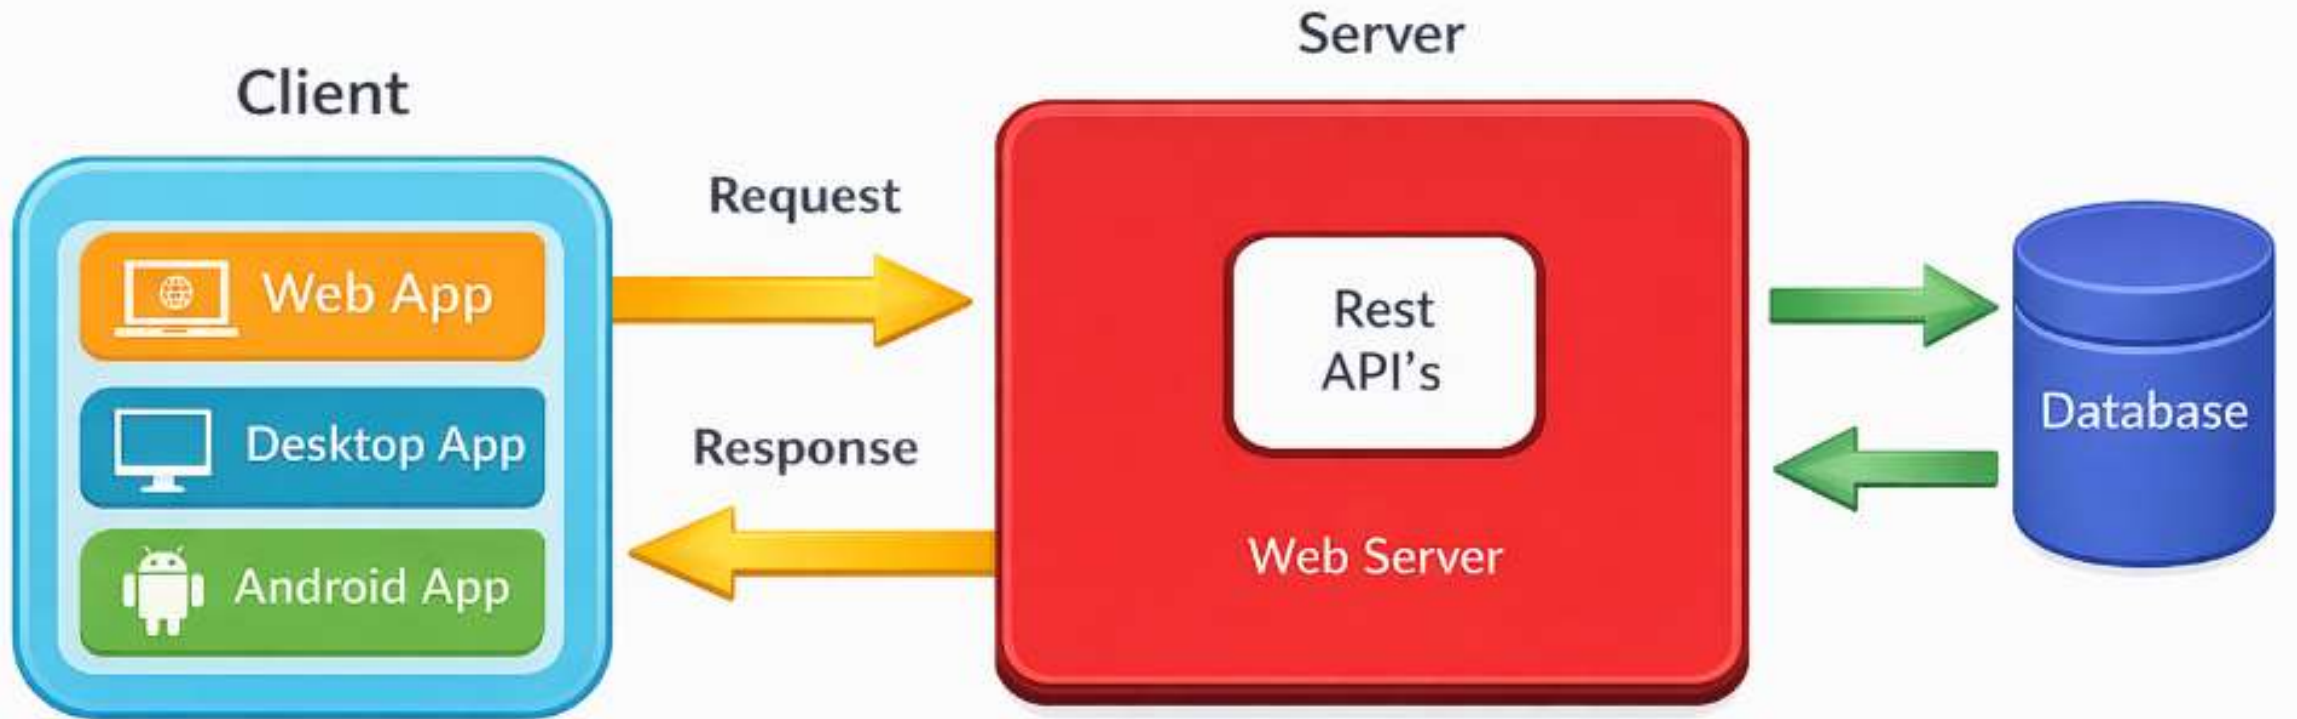 Client
Web App
Desktop App
Android App
Request
Response
Server
Rest
API's
Web Server
Database